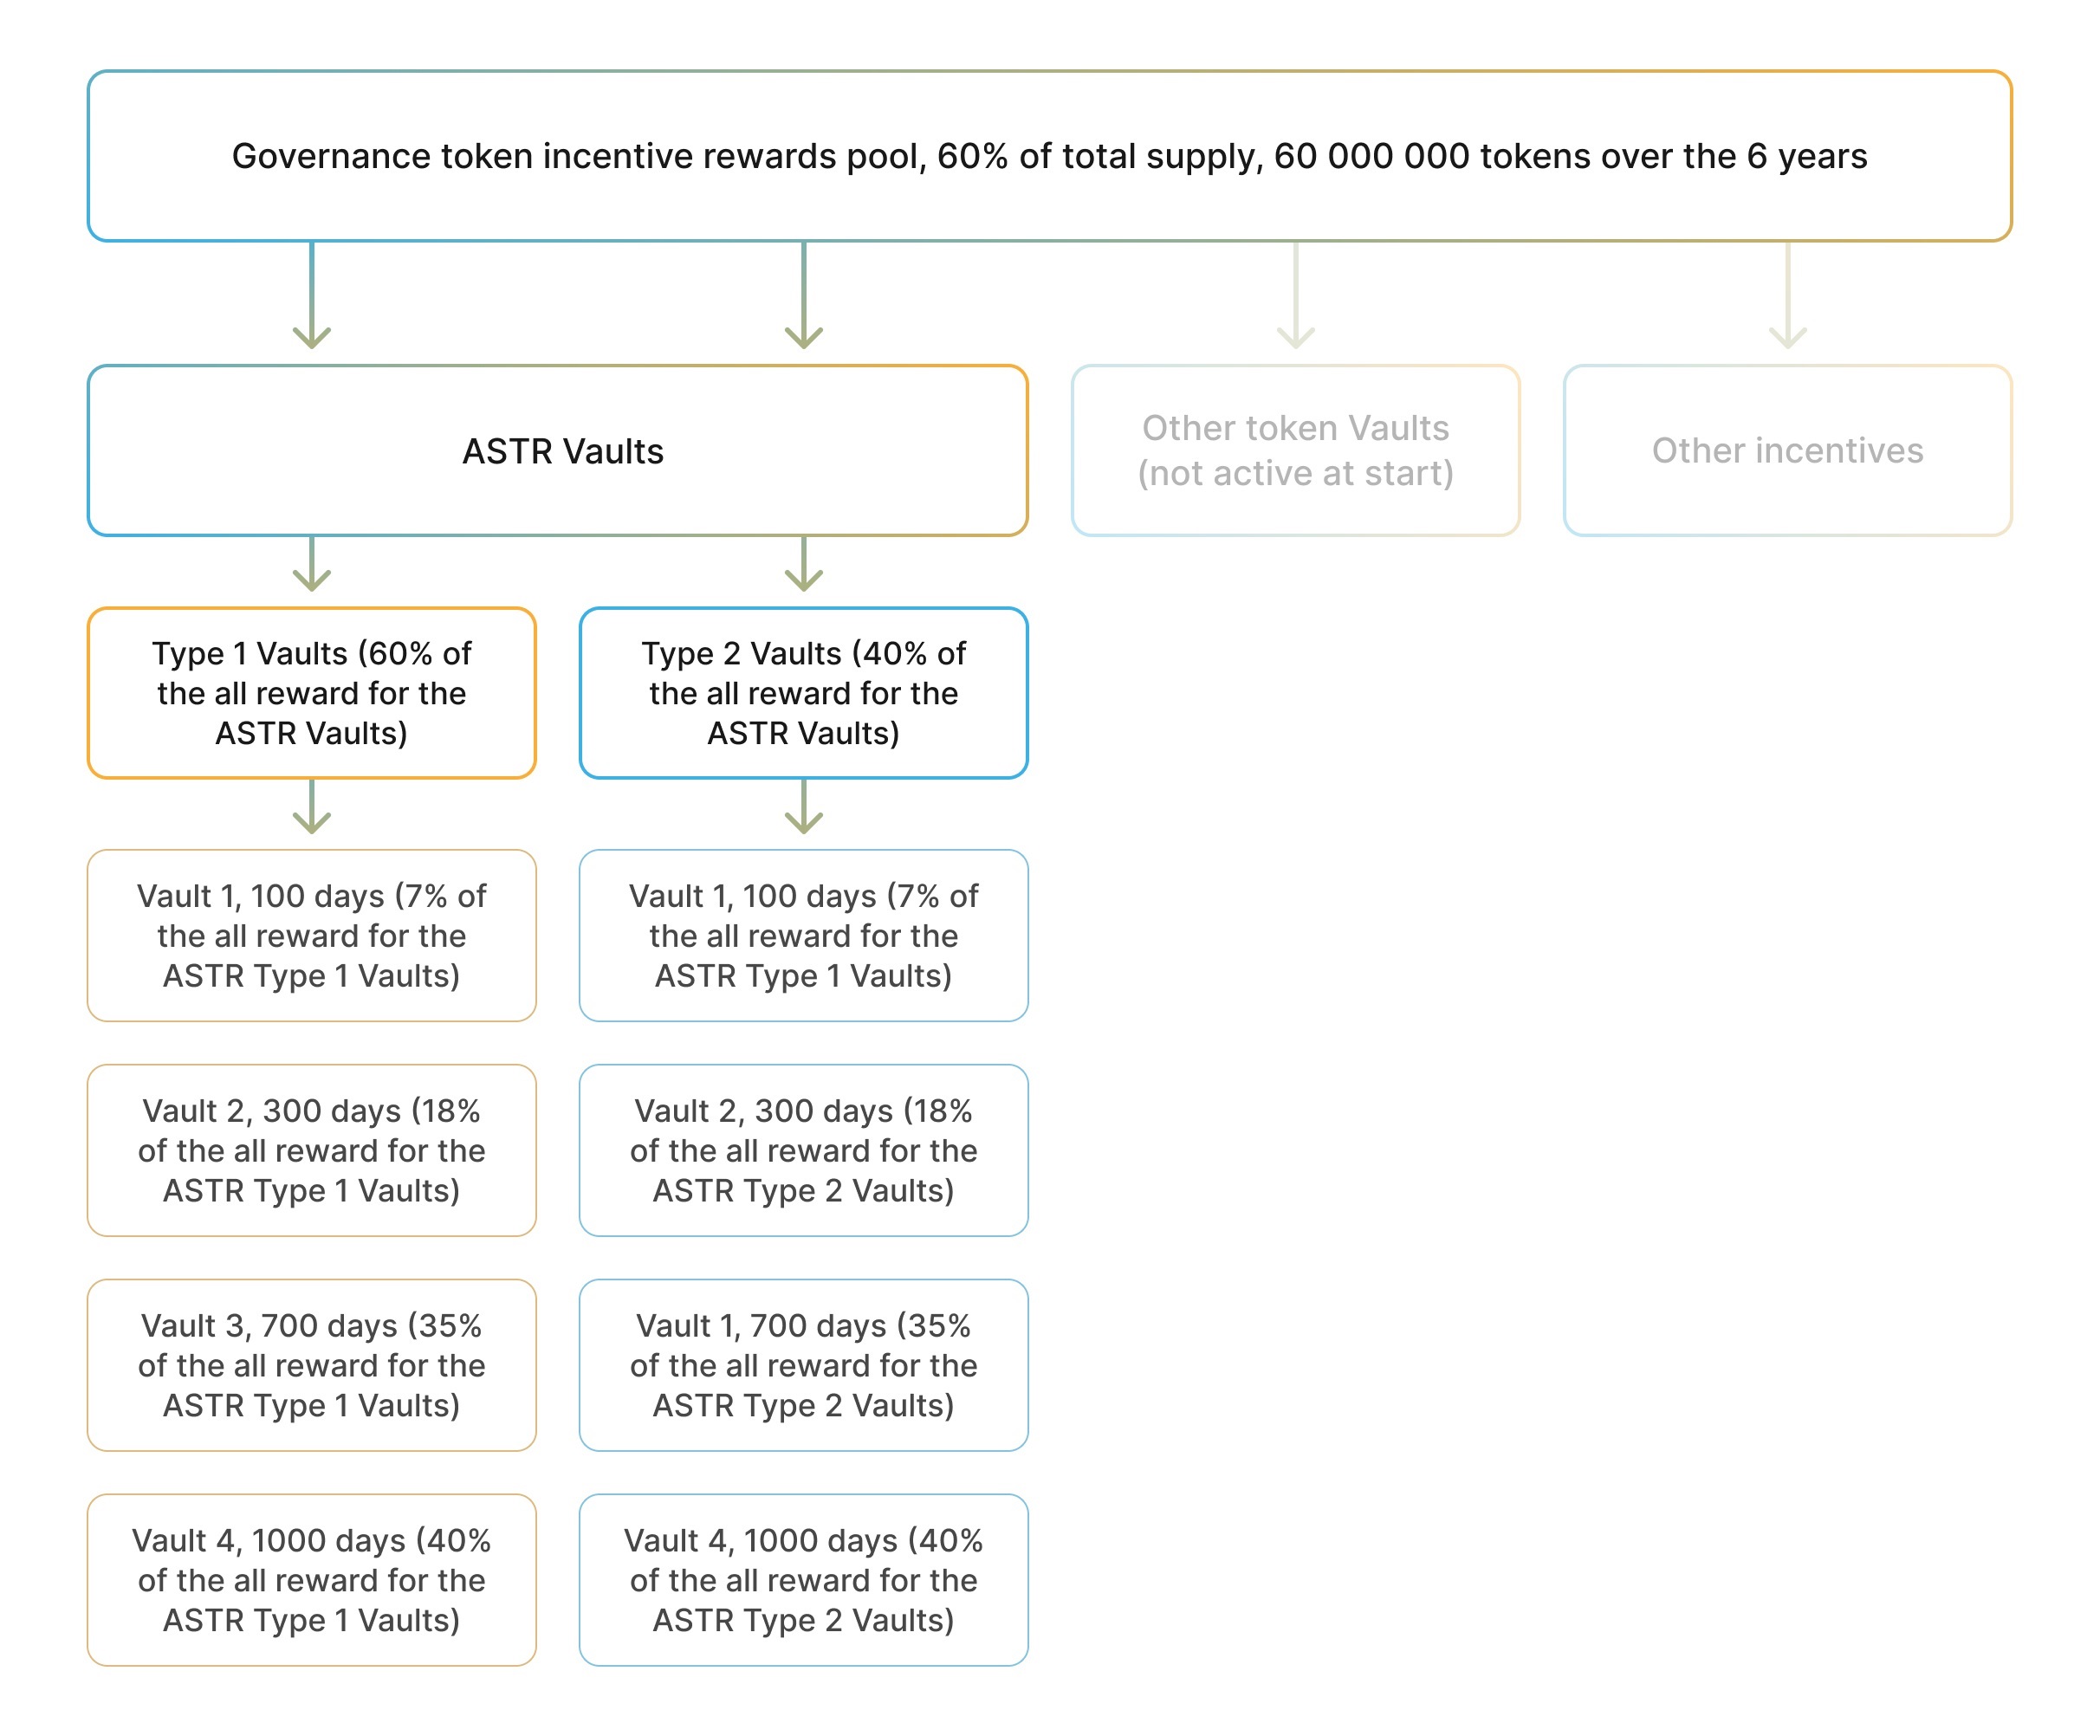 Governance token incentive rewards pool, 60% of total supply, 60 000 000 tokens over the 6 years
ASTR Vaults
Other token Vaults
(not active at start)
Other incentives
Type 1 Vaults (60% of
the all reward for the
ASTR Vaults)
Type 2 Vaults (40% of
the all reward for the
ASTR Vaults)
Vault 1, 100 days (7% of
the all reward for the
ASTR Type 1 Vaults)
Vault 1, 100 days (7% of
the all reward for the
ASTR Type 1 Vaults)
Vault 2, 300 days (18%
of the all reward for the
ASTR Type 1 Vaults)
Vault 2, 300 days (18%
of the all reward for the
ASTR Type 2 Vaults)
Vault 3, 700 days (35%
of the all reward for the
ASTR Type 1 Vaults)
Vault 1, 700 days (35%
of the all reward for the
ASTR Type 2 Vaults)
Vault 4, 1000 days (40%
of the all reward for the
ASTR Type 1 Vaults)
Vault 4, 1000 days (40%
of the all reward for the
ASTR Type 2 Vaults)